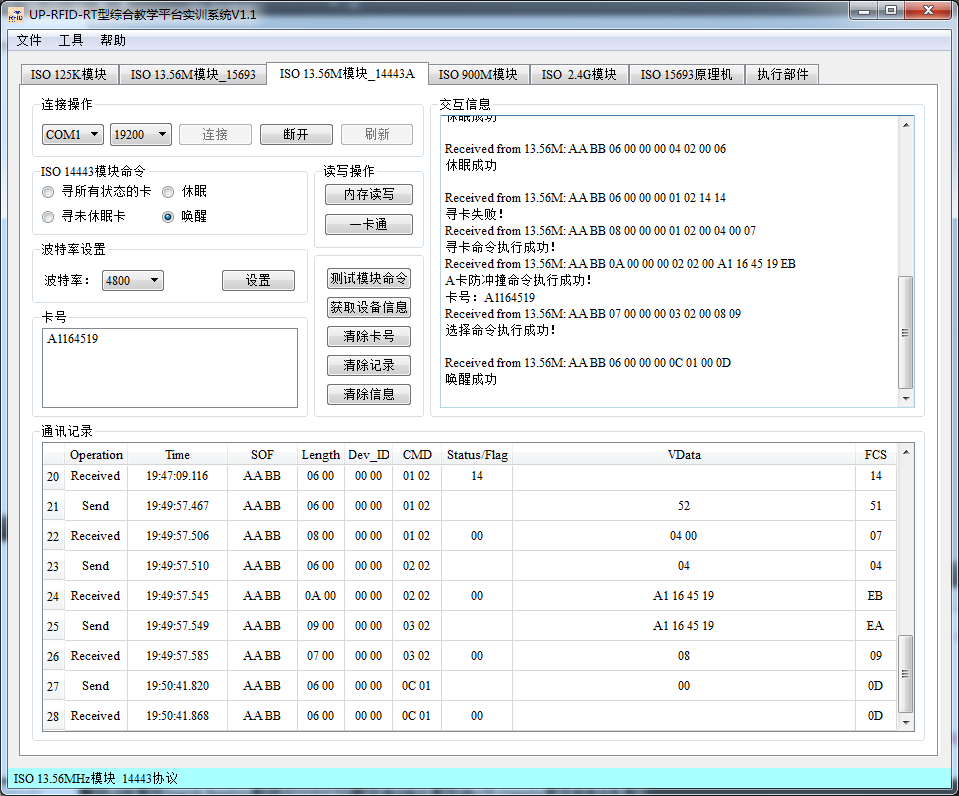 UP-RFID-RT型综合教学平台实训系统V1.1
文件 工具 帮助
ISO 125K模块 ISO 13.56M模块_15693 ISO 13.56M模块_14443A ISO 900M模块 ISO 2.4G模块 ISO 15693原理机 执行部件
连接操作
COM1 19200 连接 断开 刷新
ISO 14443模块命令
寻所有状态的卡 休眠
寻未休眠卡 唤醒
读写操作
内存读写
一卡通
波特率设置
波特率： 4800 设置
卡号
A1164519
测试模块命令
获取设备信息
清除卡号
清除记录
清除信息
交互信息
休眠成功
Received from 13.56M: AA BB 06 00 00 00 04 02 00 06
休眠成功
Received from 13.56M: AA BB 06 00 00 00 01 02 14 14
寻卡失败！
Received from 13.56M: AA BB 08 00 00 00 01 02 00 04 00 07
寻卡命令执行成功！
Received from 13.56M: AA BB 0A 00 00 00 02 02 00 A1 16 45 19 EB
A卡防冲撞命令执行成功！
卡号：A1164519
Received from 13.56M: AA BB 07 00 00 00 03 02 00 08 09
选择命令执行成功！
Received from 13.56M: AA BB 06 00 00 00 0C 01 00 0D
唤醒成功
通讯记录
Operation Time SOF Length Dev_ID CMD Status/Flag VData FCS
20 Received 19:47:09.116 AA BB 06 00 00 00 01 02 14 14
21 Send 19:49:57.467 AA BB 06 00 00 00 01 02 52 51
22 Received 19:49:57.506 AA BB 08 00 00 00 01 02 00 04 00 07
23 Send 19:49:57.510 AA BB 06 00 00 00 02 02 04 04
24 Received 19:49:57.545 AA BB 0A 00 00 00 02 02 00 A1 16 45 19 EB
25 Send 19:49:57.549 AA BB 09 00 00 00 03 02 A1 16 45 19 EA
26 Received 19:49:57.585 AA BB 07 00 00 00 03 02 00 08 09
27 Send 19:50:41.820 AA BB 06 00 00 00 0C 01 00 0D
28 Received 19:50:41.868 AA BB 06 00 00 00 0C 01 00 0D
ISO 13.56MHz模块 14443协议